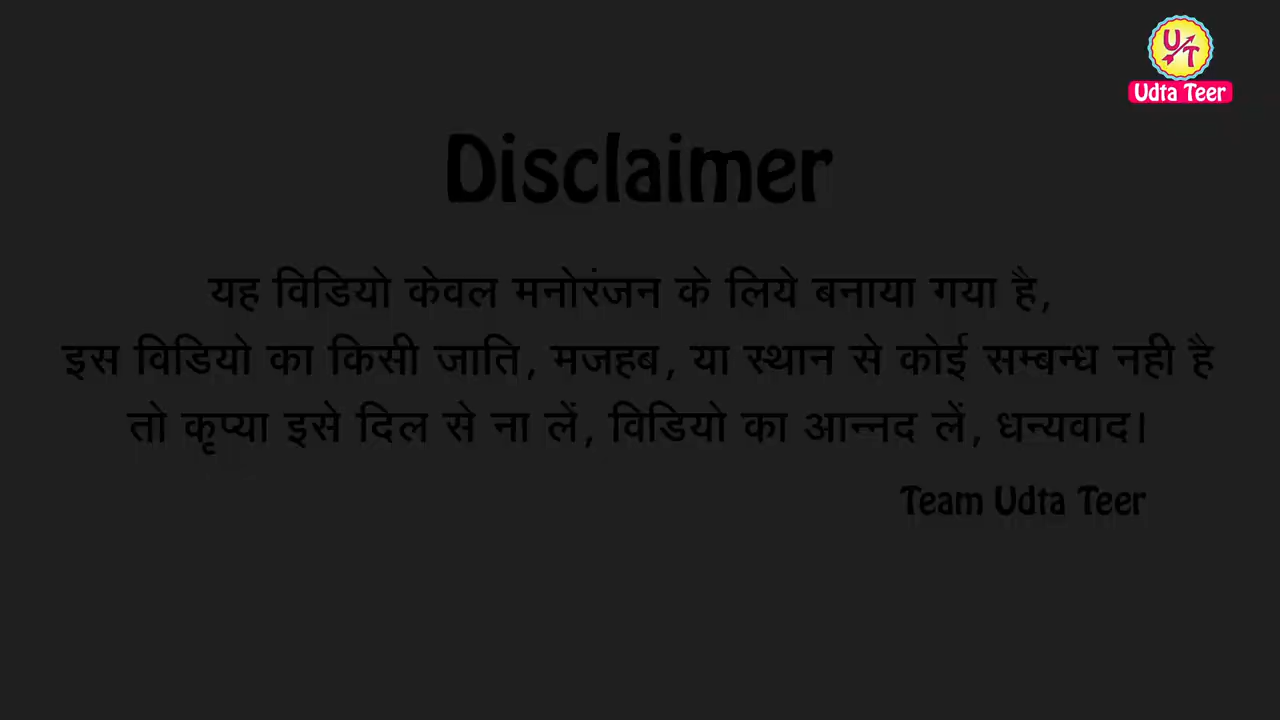 UT
Udta Teer
Disclaimer
यह विडियो केवल मनोरंजन के लिये बनाया गया है,
इस विडियो का किसी जाति, मजहब, या स्थान से कोई सम्बन्ध नही है
तो कृप्या इसे दिल से ना लें, विडियो का आन्नद लें, धन्यवाद।
Team Udta Teer